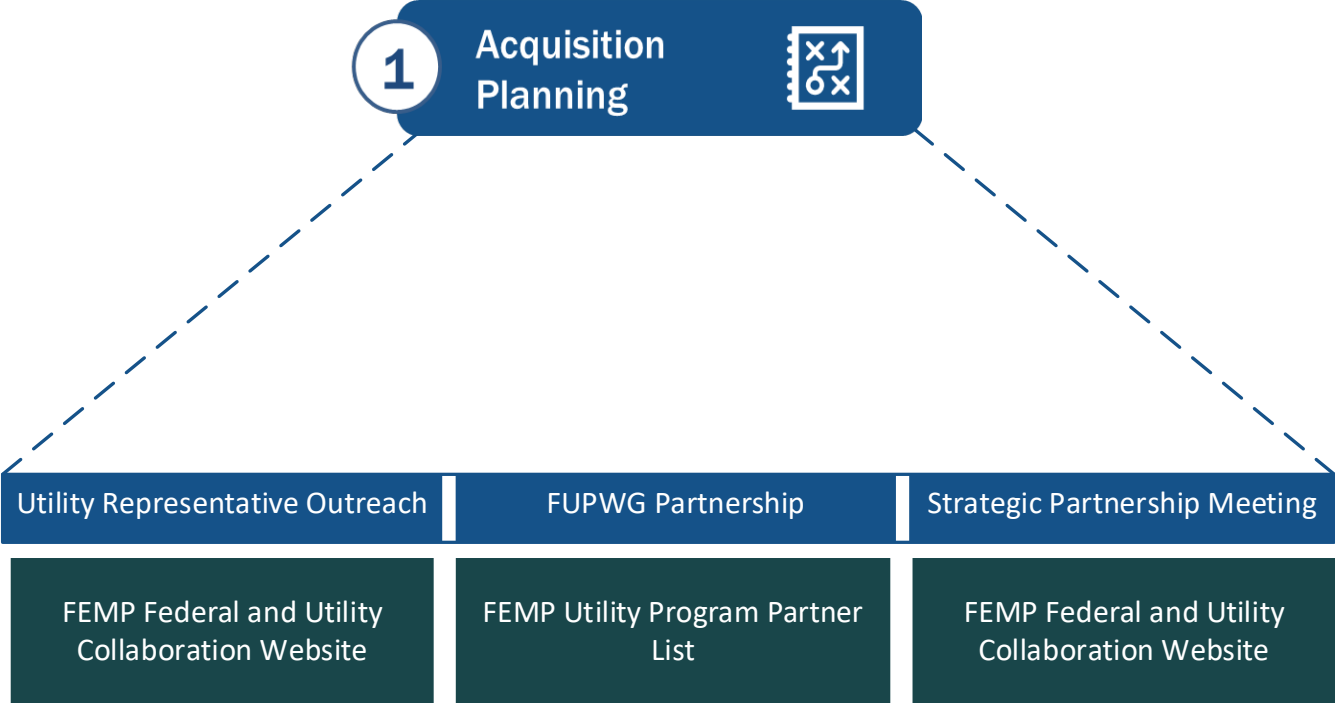 1
Acquisition
Planning
Utility Representative Outreach
FUPWG Partnership
Strategic Partnership Meeting
FEMP Federal and Utility
Collaboration Website
FEMP Utility Program Partner
List
FEMP Federal and Utility
Collaboration Website